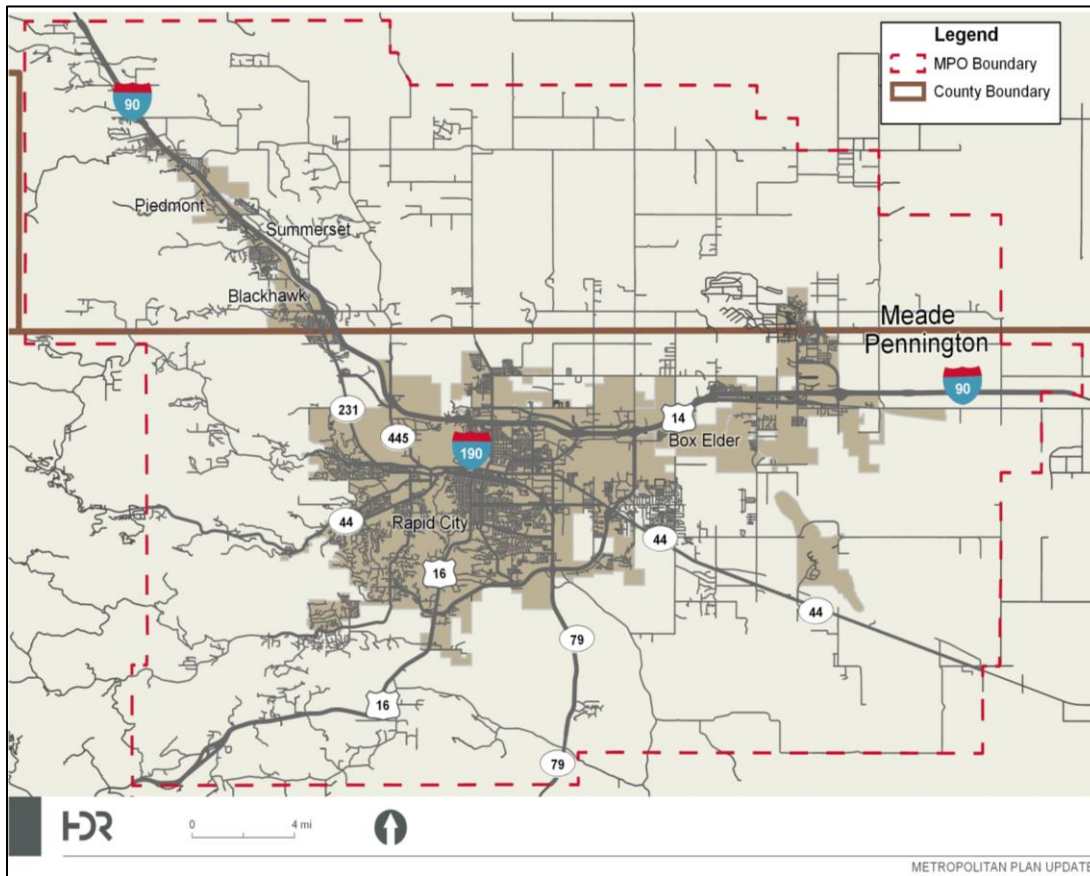 Legend
MPO Boundary
County Boundary
90
Piedmont
Summerset
Blackhawk
Meade
Pennington
90
231
14
445
190
Box Elder
44
Rapid City
44
16
44
79
16
79
HDR
0
4 mi
METROPOLITAN PLAN UPDATE